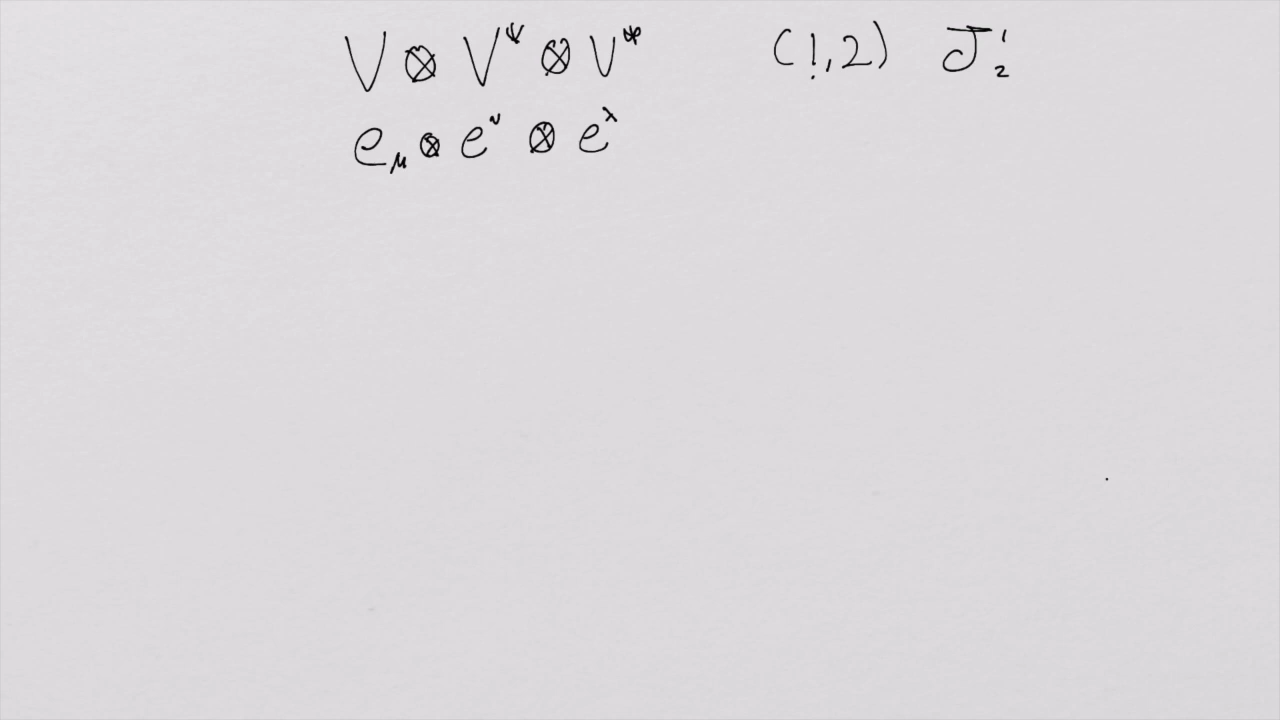 V ⊗ V* ⊗ V* (1,2) 𝒯¹₂
e_μ ⊗ e^ν ⊗ e^λ